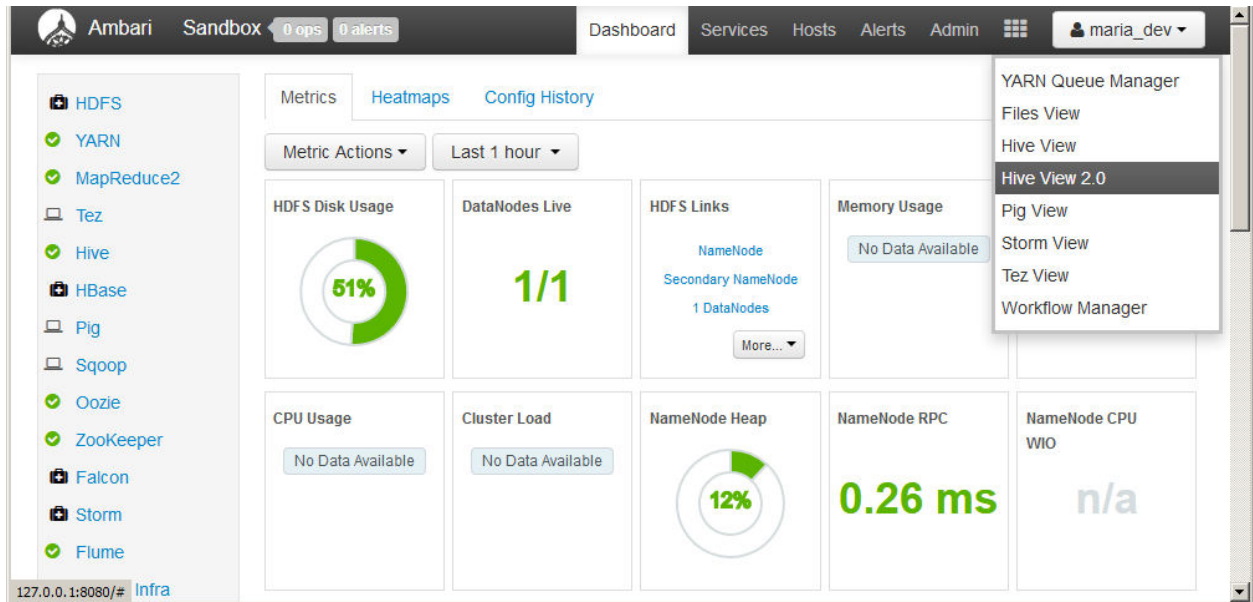 Ambari Sandbox 0 ops 0 alerts Dashboard Services Hosts Alerts Admin maria_dev
YARN Queue Manager
Files View
Hive View
Hive View 2.0
Pig View
Storm View
Tez View
Workflow Manager
HDFS
YARN
MapReduce2
Tez
Hive
HBase
Pig
Sqoop
Oozie
ZooKeeper
Falcon
Storm
Flume
Infra
127.0.0.1:8080/#
Metrics Heatmaps Config History
Metric Actions Last 1 hour
HDFS Disk Usage
51%
DataNodes Live
1/1
HDFS Links
NameNode
Secondary NameNode
1 DataNodes
More...
Memory Usage
No Data Available
CPU Usage
No Data Available
Cluster Load
No Data Available
NameNode Heap
12%
NameNode RPC
0.26 ms
NameNode CPU
WIO
n/a